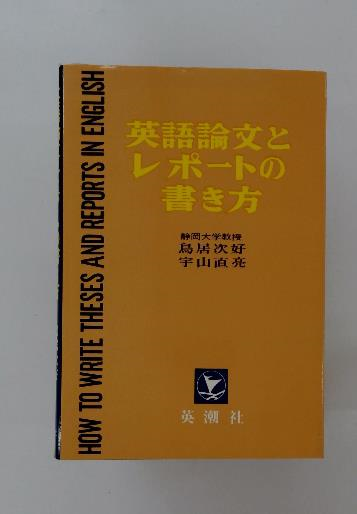 HOW TO WRITE THESES AND REPORTS IN ENGLISH
英語論文と
レポートの
書き方
静岡大学教授
鳥居次好
宇山直亮
英潮社